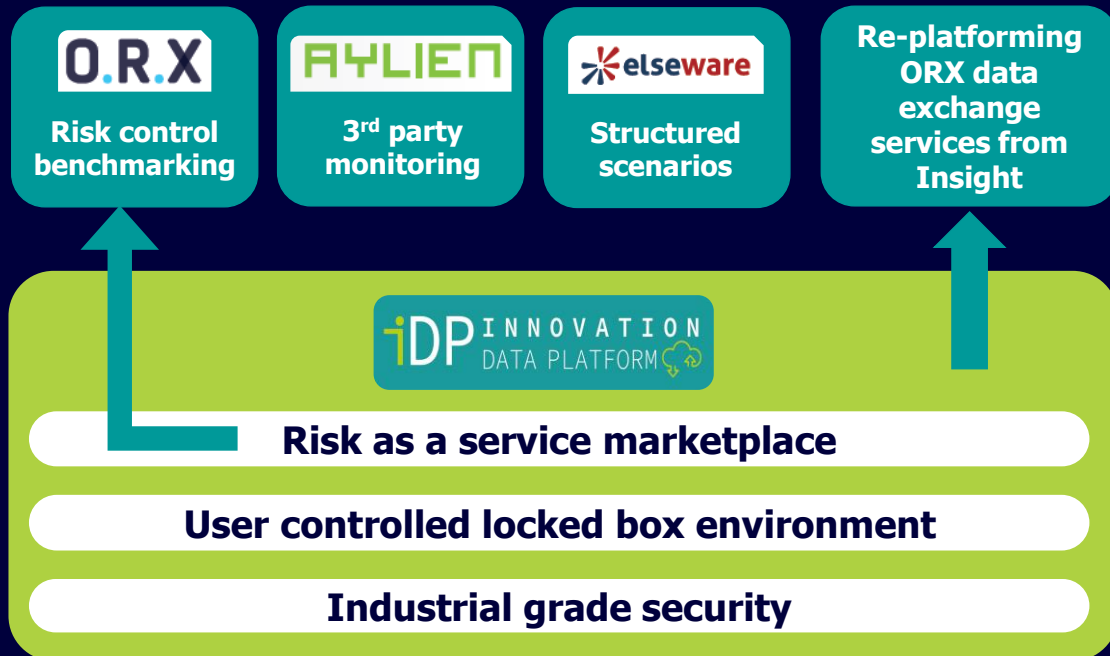 O.R.X
Risk control
benchmarking
AYLIEN
3rd party
monitoring
elseware
Structured
scenarios
Re-platforming
ORX data
exchange
services from
Insight
iDP INNOVATION
DATA PLATFORM
Risk as a service marketplace
User controlled locked box environment
Industrial grade security